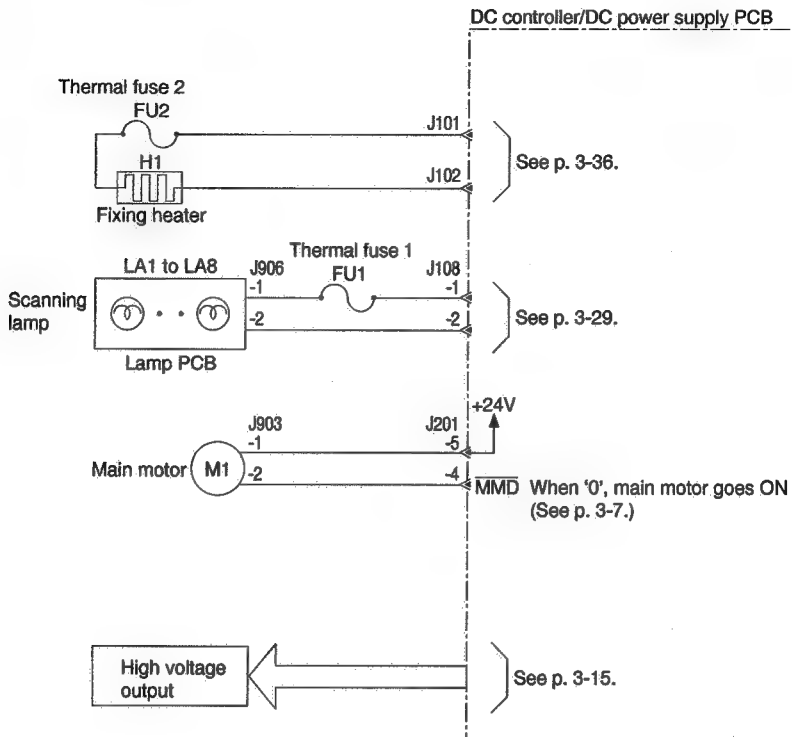 DC controller/DC power supply PCB
Thermal fuse 2
FU2
J101
H1
J102
See p. 3-36.
Fixing heater
Thermal fuse 1
LA1 to LA8
J906
FU1
J108
-1
-1
Scanning
lamp
-2
-2
See p. 3-29.
Lamp PCB
+24V
J903
J201
-1
-5
Main motor
M1
-2
-4
MMD When '0', main motor goes ON
(See p. 3-7.)
High voltage
output
See p. 3-15.